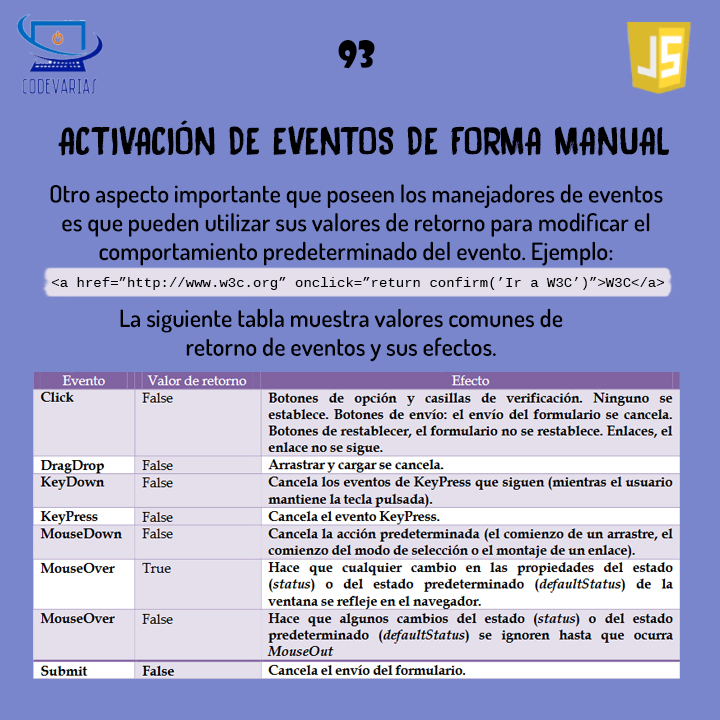 CODEVARIAS
93
JS
ACTIVACIÓN DE EVENTOS DE FORMA MANUAL
Otro aspecto importante que poseen los manejadores de eventos
es que pueden utilizar sus valores de retorno para modificar el
comportamiento predeterminado del evento. Ejemplo:
<a href=”http://www.w3c.org” onclick=”return confirm(’Ir a W3C’)”>W3C</a>
La siguiente tabla muestra valores comunes de
retorno de eventos y sus efectos.
Evento Valor de retorno Efecto
Click False Botones de opción y casillas de verificación. Ninguno se
establece. Botones de envío: el envío del formulario se cancela.
Botones de restablecer, el formulario no se restablece. Enlaces, el
enlace no se sigue.
DragDrop False Arrastrar y cargar se cancela.
KeyDown False Cancela los eventos de KeyPress que siguen (mientras el usuario
mantiene la tecla pulsada).
KeyPress False Cancela el evento KeyPress.
MouseDown False Cancela la acción predeterminada (el comienzo de un arrastre, el
comienzo del modo de selección o el montaje de un enlace).
MouseOver True Hace que cualquier cambio en las propiedades del estado
(status) o del estado predeterminado (defaultStatus) de la
ventana se refleje en el navegador.
MouseOver False Hace que algunos cambios del estado (status) o del estado
predeterminado (defaultStatus) se ignoren hasta que ocurra
MouseOut
Submit False Cancela el envío del formulario.